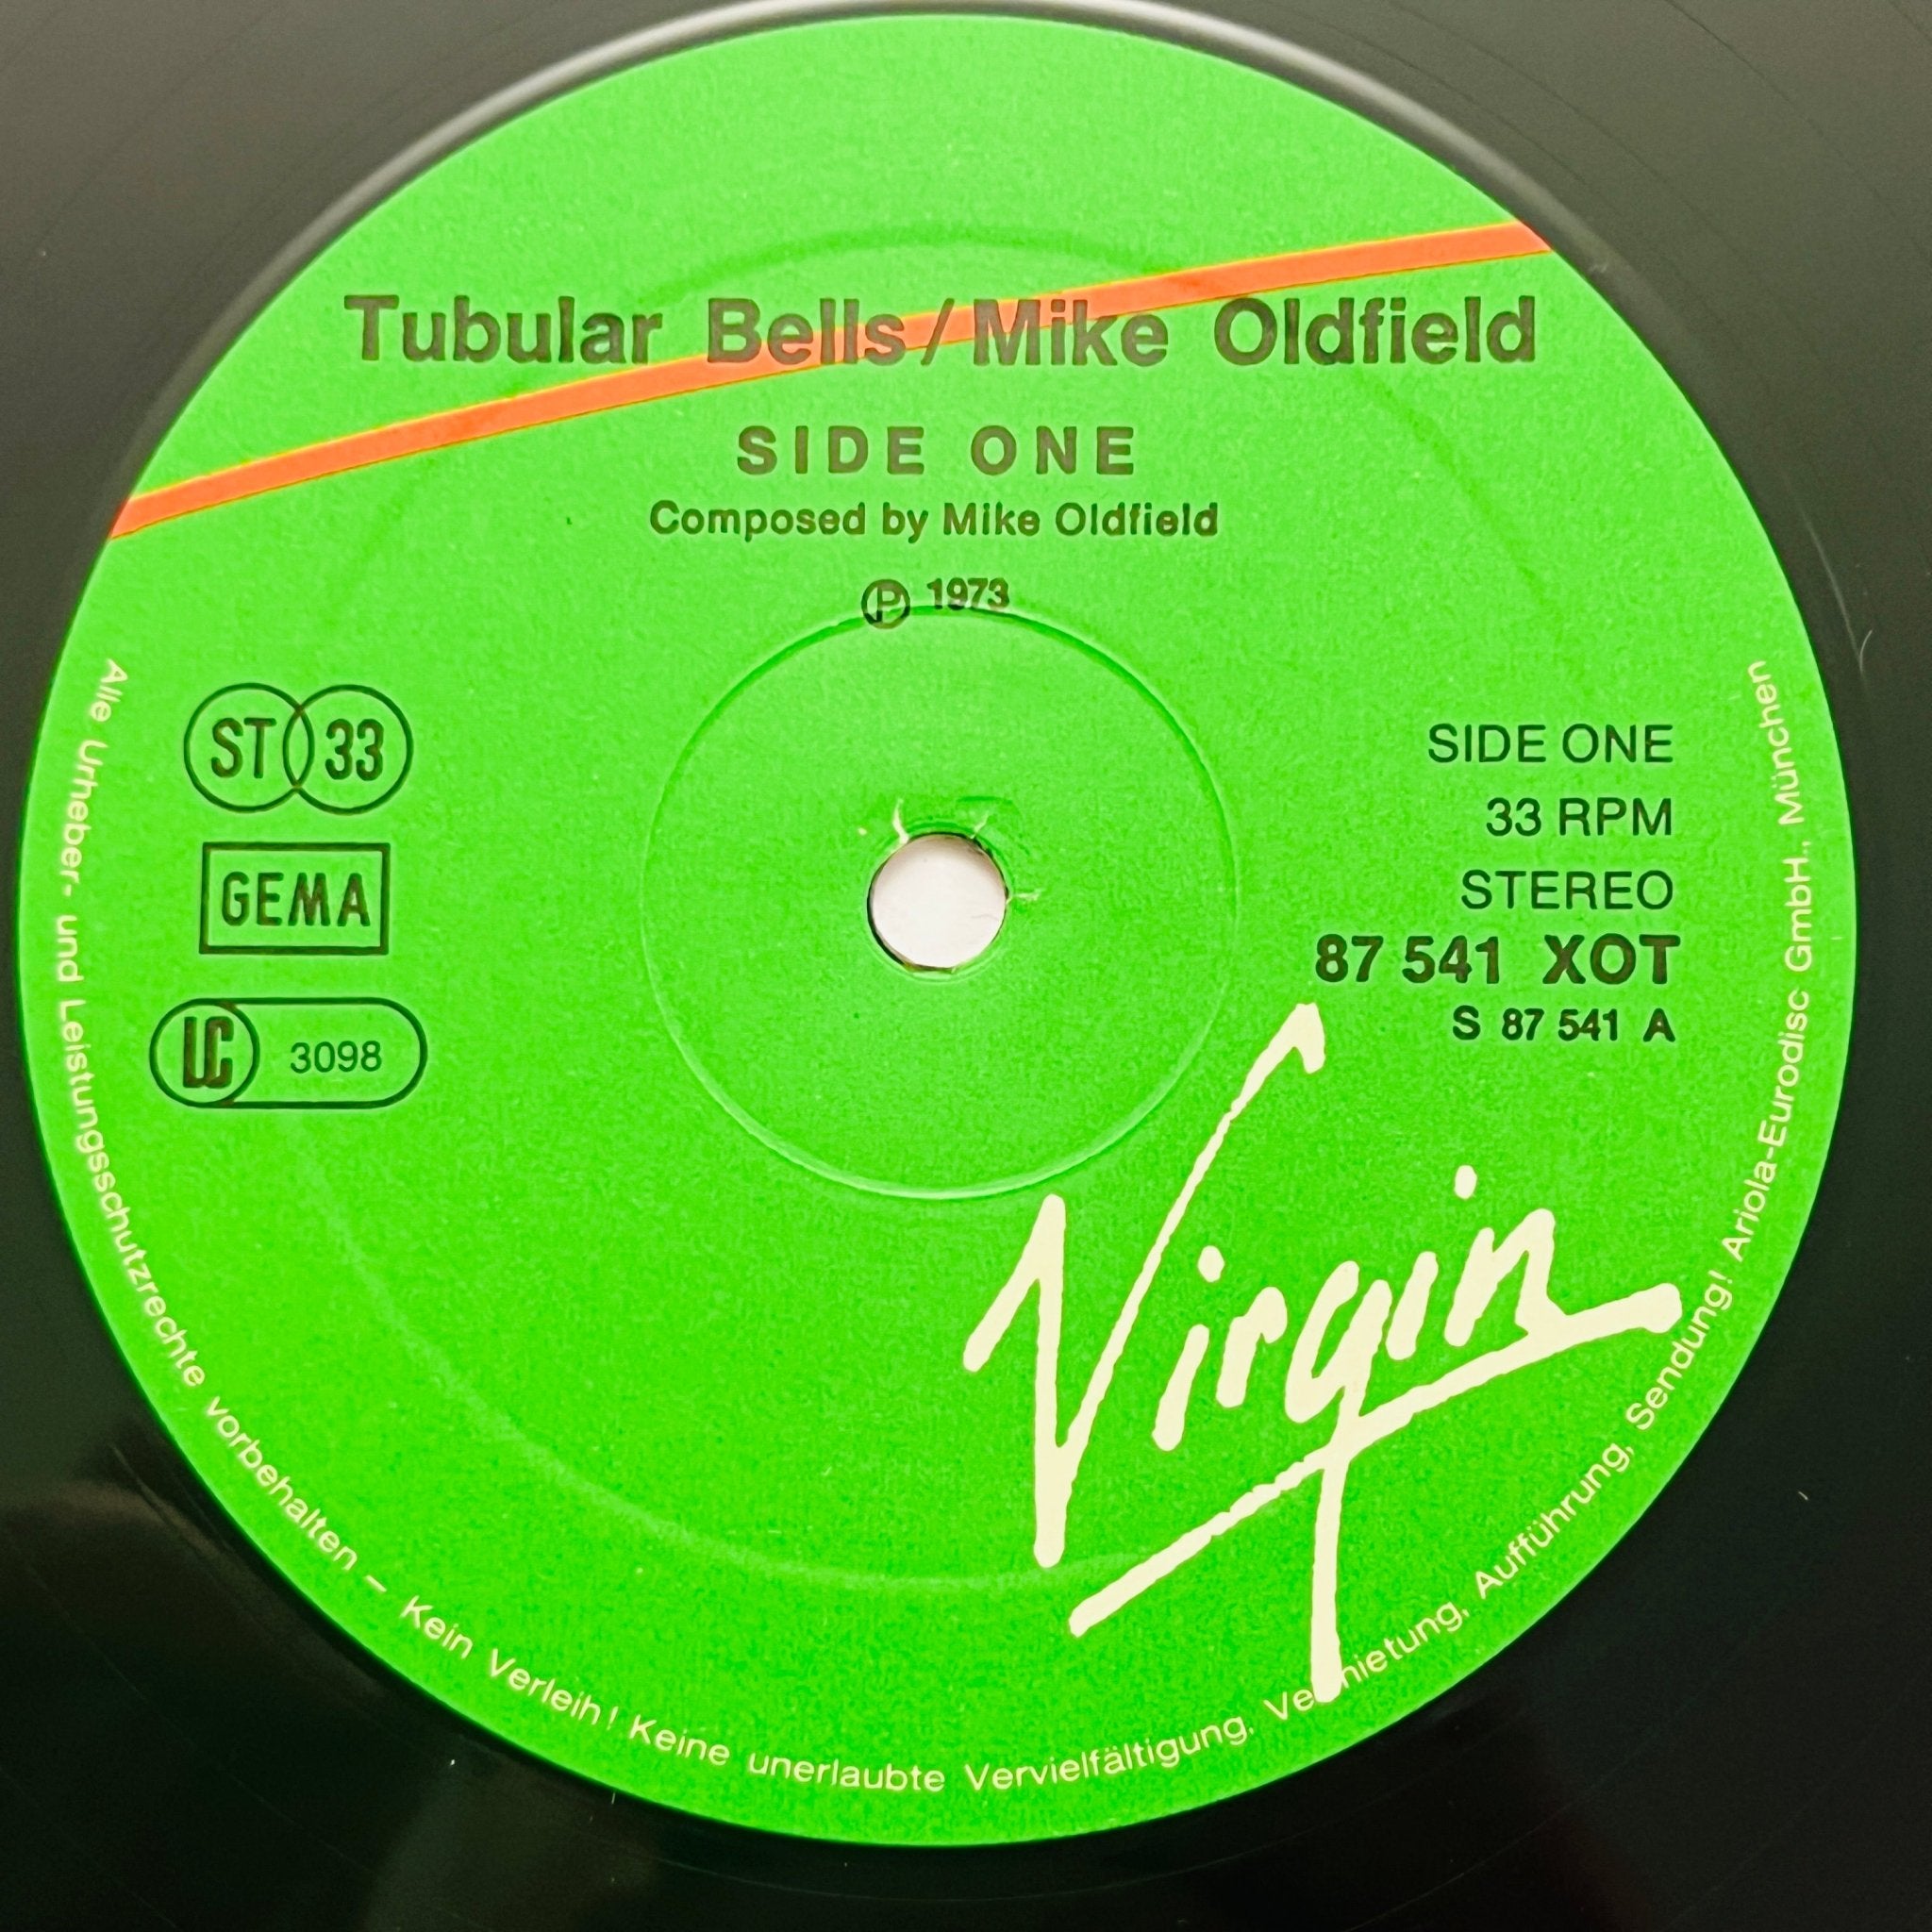 Tubular Bells/Mike Oldfield
SIDE ONE
Composed by Mike Oldfield
℗ 1973
ST 33
GEMA
LC 3098
SIDE ONE
33 RPM
STEREO
87 541 XOT
S 87 541 A
Virgin
Alle Urheber- und Leistungsschutzrechte vorbehalten – Kein Verleih! Keine unerlaubte Vervielfältigung, Vermietung, Aufführung, Sendung! Ariola-Eurodisc GmbH., München